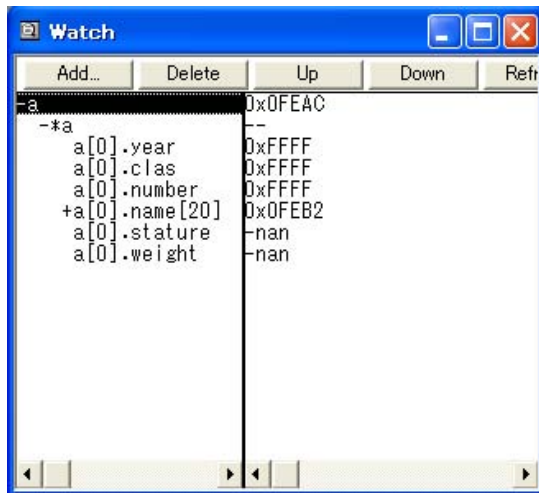 Watch
Add... Delete Up Down Refr
-a 0x0FEAC
-*a --
a[0].year 0xFFFF
a[0].clas 0xFFFF
a[0].number 0xFFFF
+a[0].name[20] 0x0FEB2
a[0].stature -nan
a[0].weight -nan